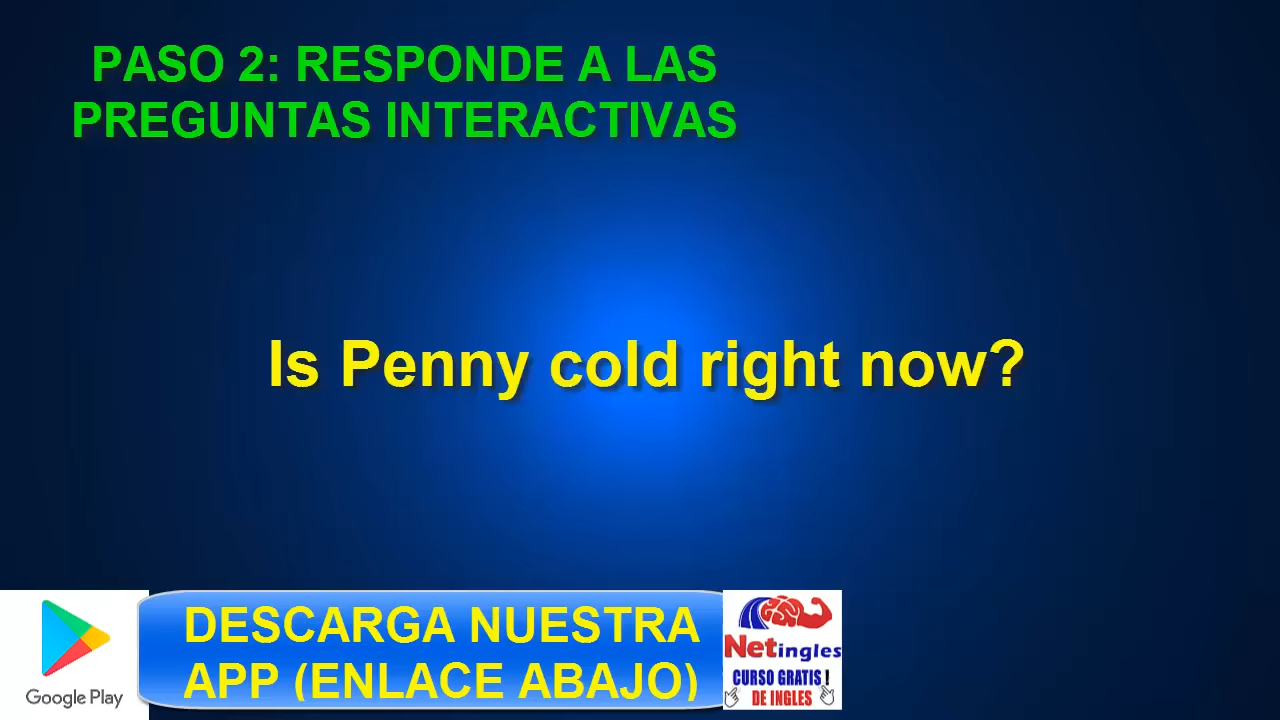 PASO 2: RESPONDE A LAS
PREGUNTAS INTERACTIVAS
Is Penny cold right now?
DESCARGA NUESTRA
APP (ENLACE ABAJO)
Google Play
Netingles
CURSO GRATIS !
DE INGLES